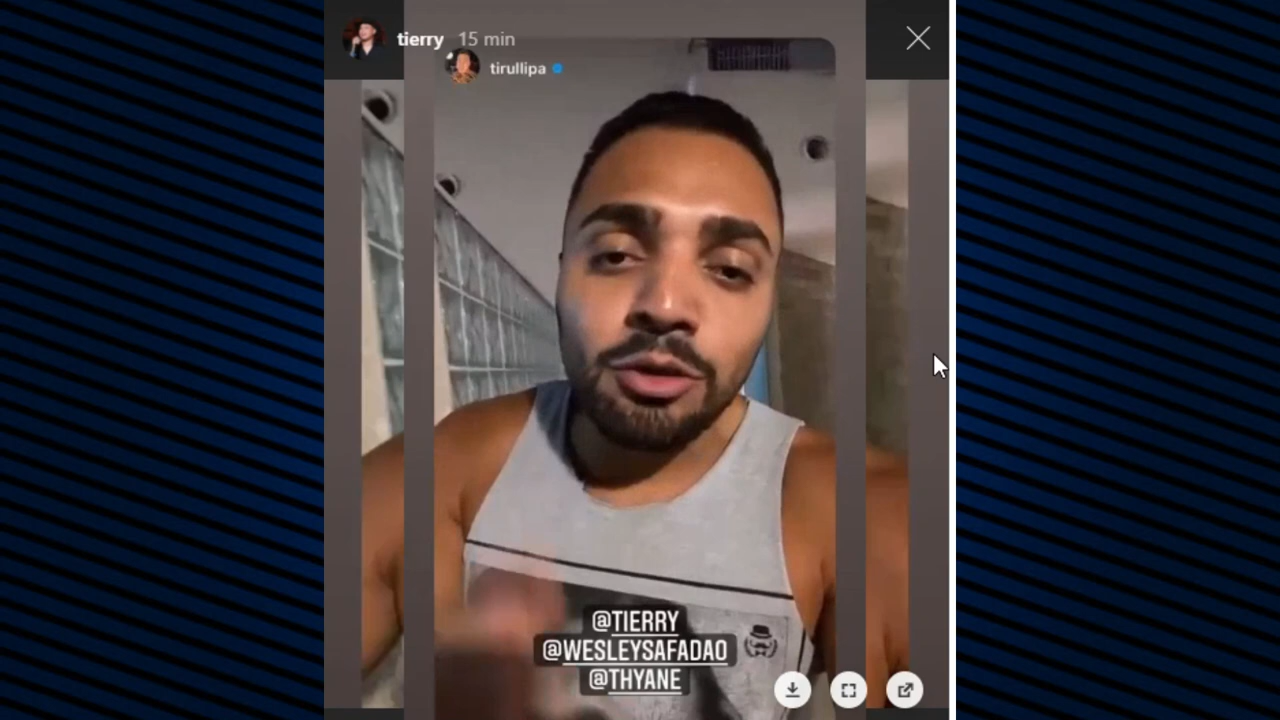 tierry 15 min
tirullipa
@TIERRY
@WESLEYSAFADAO
@THYANE